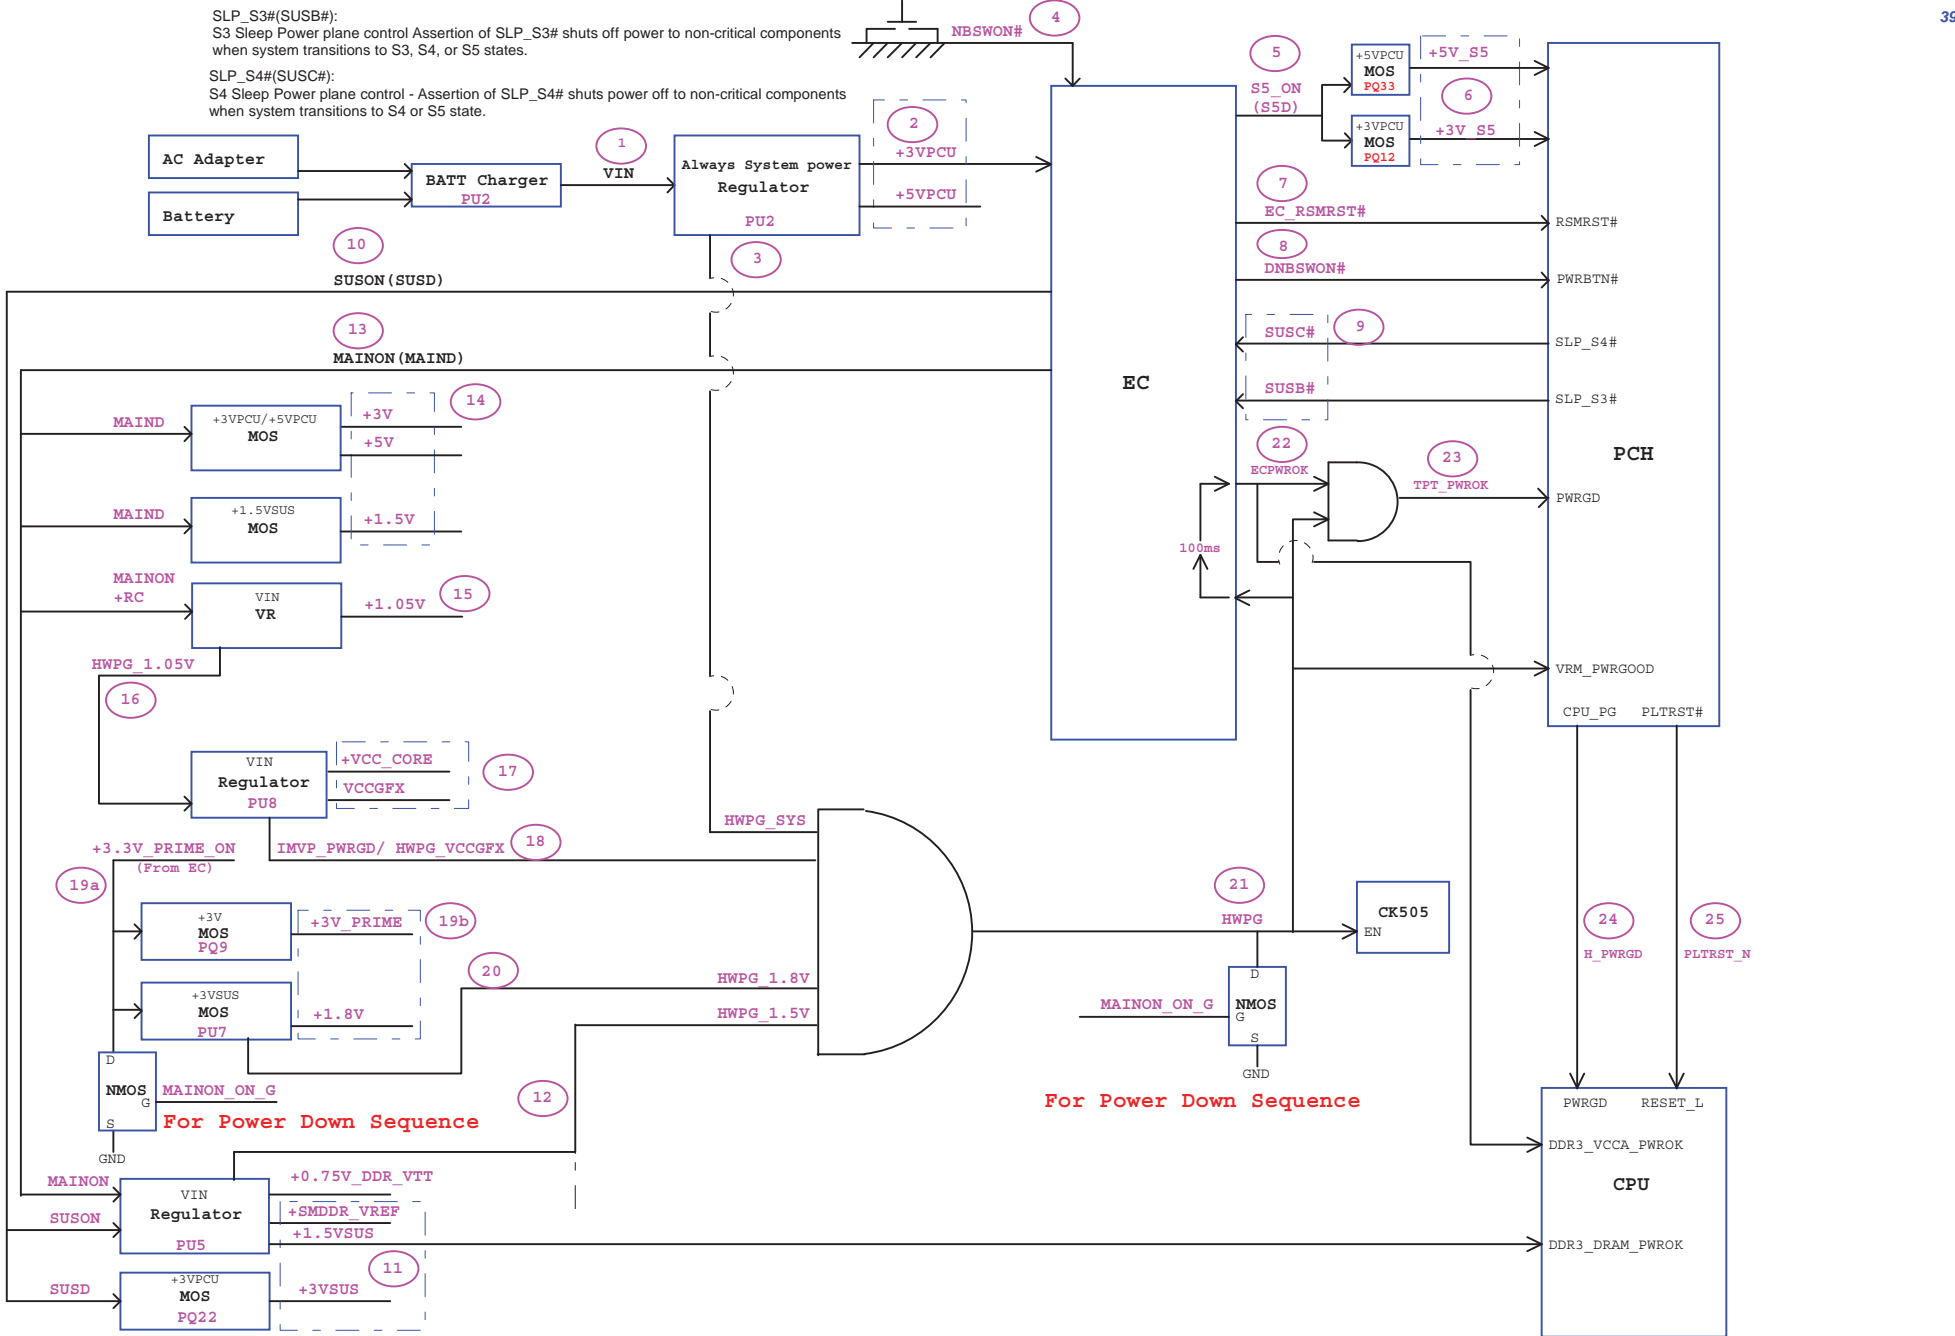 SLP_S3#(SUSB#):
S3 Sleep Power plane control Assertion of SLP_S3# shuts off power to non-critical components
when system transitions to S3, S4, or S5 states.
SLP_S4#(SUSC#):
S4 Sleep Power plane control - Assertion of SLP_S4# shuts power off to non-critical components
when system transitions to S4 or S5 state.
39
NBSWON#
4
5
S5_ON
(S5D)
+5VPCU
MOS
PQ33
+5V_S5
6
+3VPCU
MOS
PQ12
+3V_S5
AC Adapter
Battery
BATT Charger
PU2
1
VIN
Always System power
Regulator
PU2
2
+3VPCU
+5VPCU
3
7
EC_RSMRST#
RSMRST#
8
DNBSWON#
PWRBTN#
10
SUSON(SUSD)
13
MAINON(MAIND)
SUSC#
9
SLP_S4#
SUSB#
SLP_S3#
EC
PCH
MAIND
+3VPCU/+5VPCU
MOS
+3V
+5V
14
MAIND
+1.5VSUS
MOS
+1.5V
22
ECPWROK
23
TPT_PWROK
PWRGD
100ms
MAINON
+RC
VIN
VR
+1.05V
15
HWPG_1.05V
16
VRM_PWRGOOD
CPU_PG
PLTRST#
VIN
Regulator
PU8
+VCC_CORE
VCCGFX
17
HWPG_SYS
IMVP_PWRGD/ HWPG_VCCGFX
18
+3.3V_PRIME_ON
(From EC)
19a
+3V
MOS
PQ9
+3V_PRIME
19b
+3VSUS
MOS
PU7
+1.8V
20
HWPG_1.8V
HWPG_1.5V
21
HWPG
CK505
EN
24
H_PWRGD
25
PLTRST_N
D
NMOS
G
S
GND
MAINON_ON_G
For Power Down Sequence
D
NMOS
G
S
GND
MAINON_ON_G
For Power Down Sequence
12
MAINON
SUSON
VIN
Regulator
PU5
+0.75V_DDR_VTT
+SMDDR_VREF
+1.5VSUS
11
SUSD
+3VPCU
MOS
PQ22
+3VSUS
PWRGD
RESET_L
DDR3_VCCA_PWROK
CPU
DDR3_DRAM_PWROK